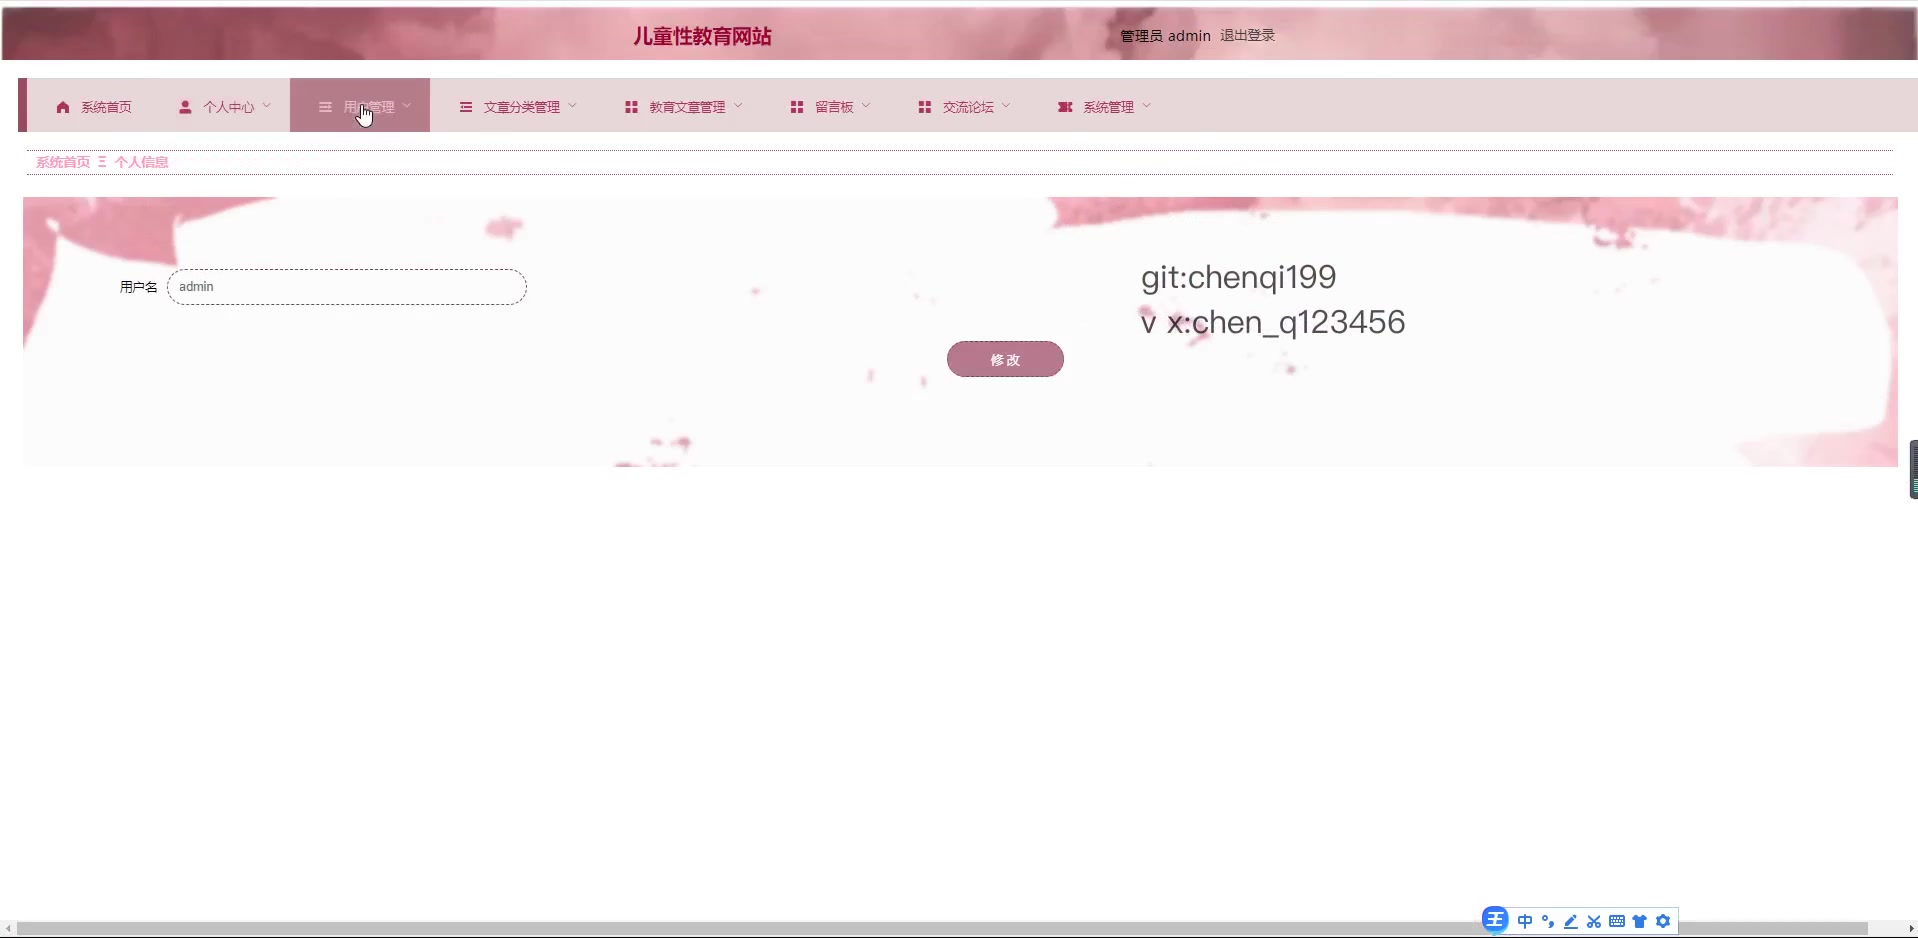 儿童性教育网站
管理员 admin 退出登录
系统首页 个人中心 用户管理 文章分类管理 教育文章管理 留言板 交流论坛 系统管理
系统首页 Ξ 个人信息
用户名 admin
git:chenqi199
v x:chen_q123456
修改
王 中